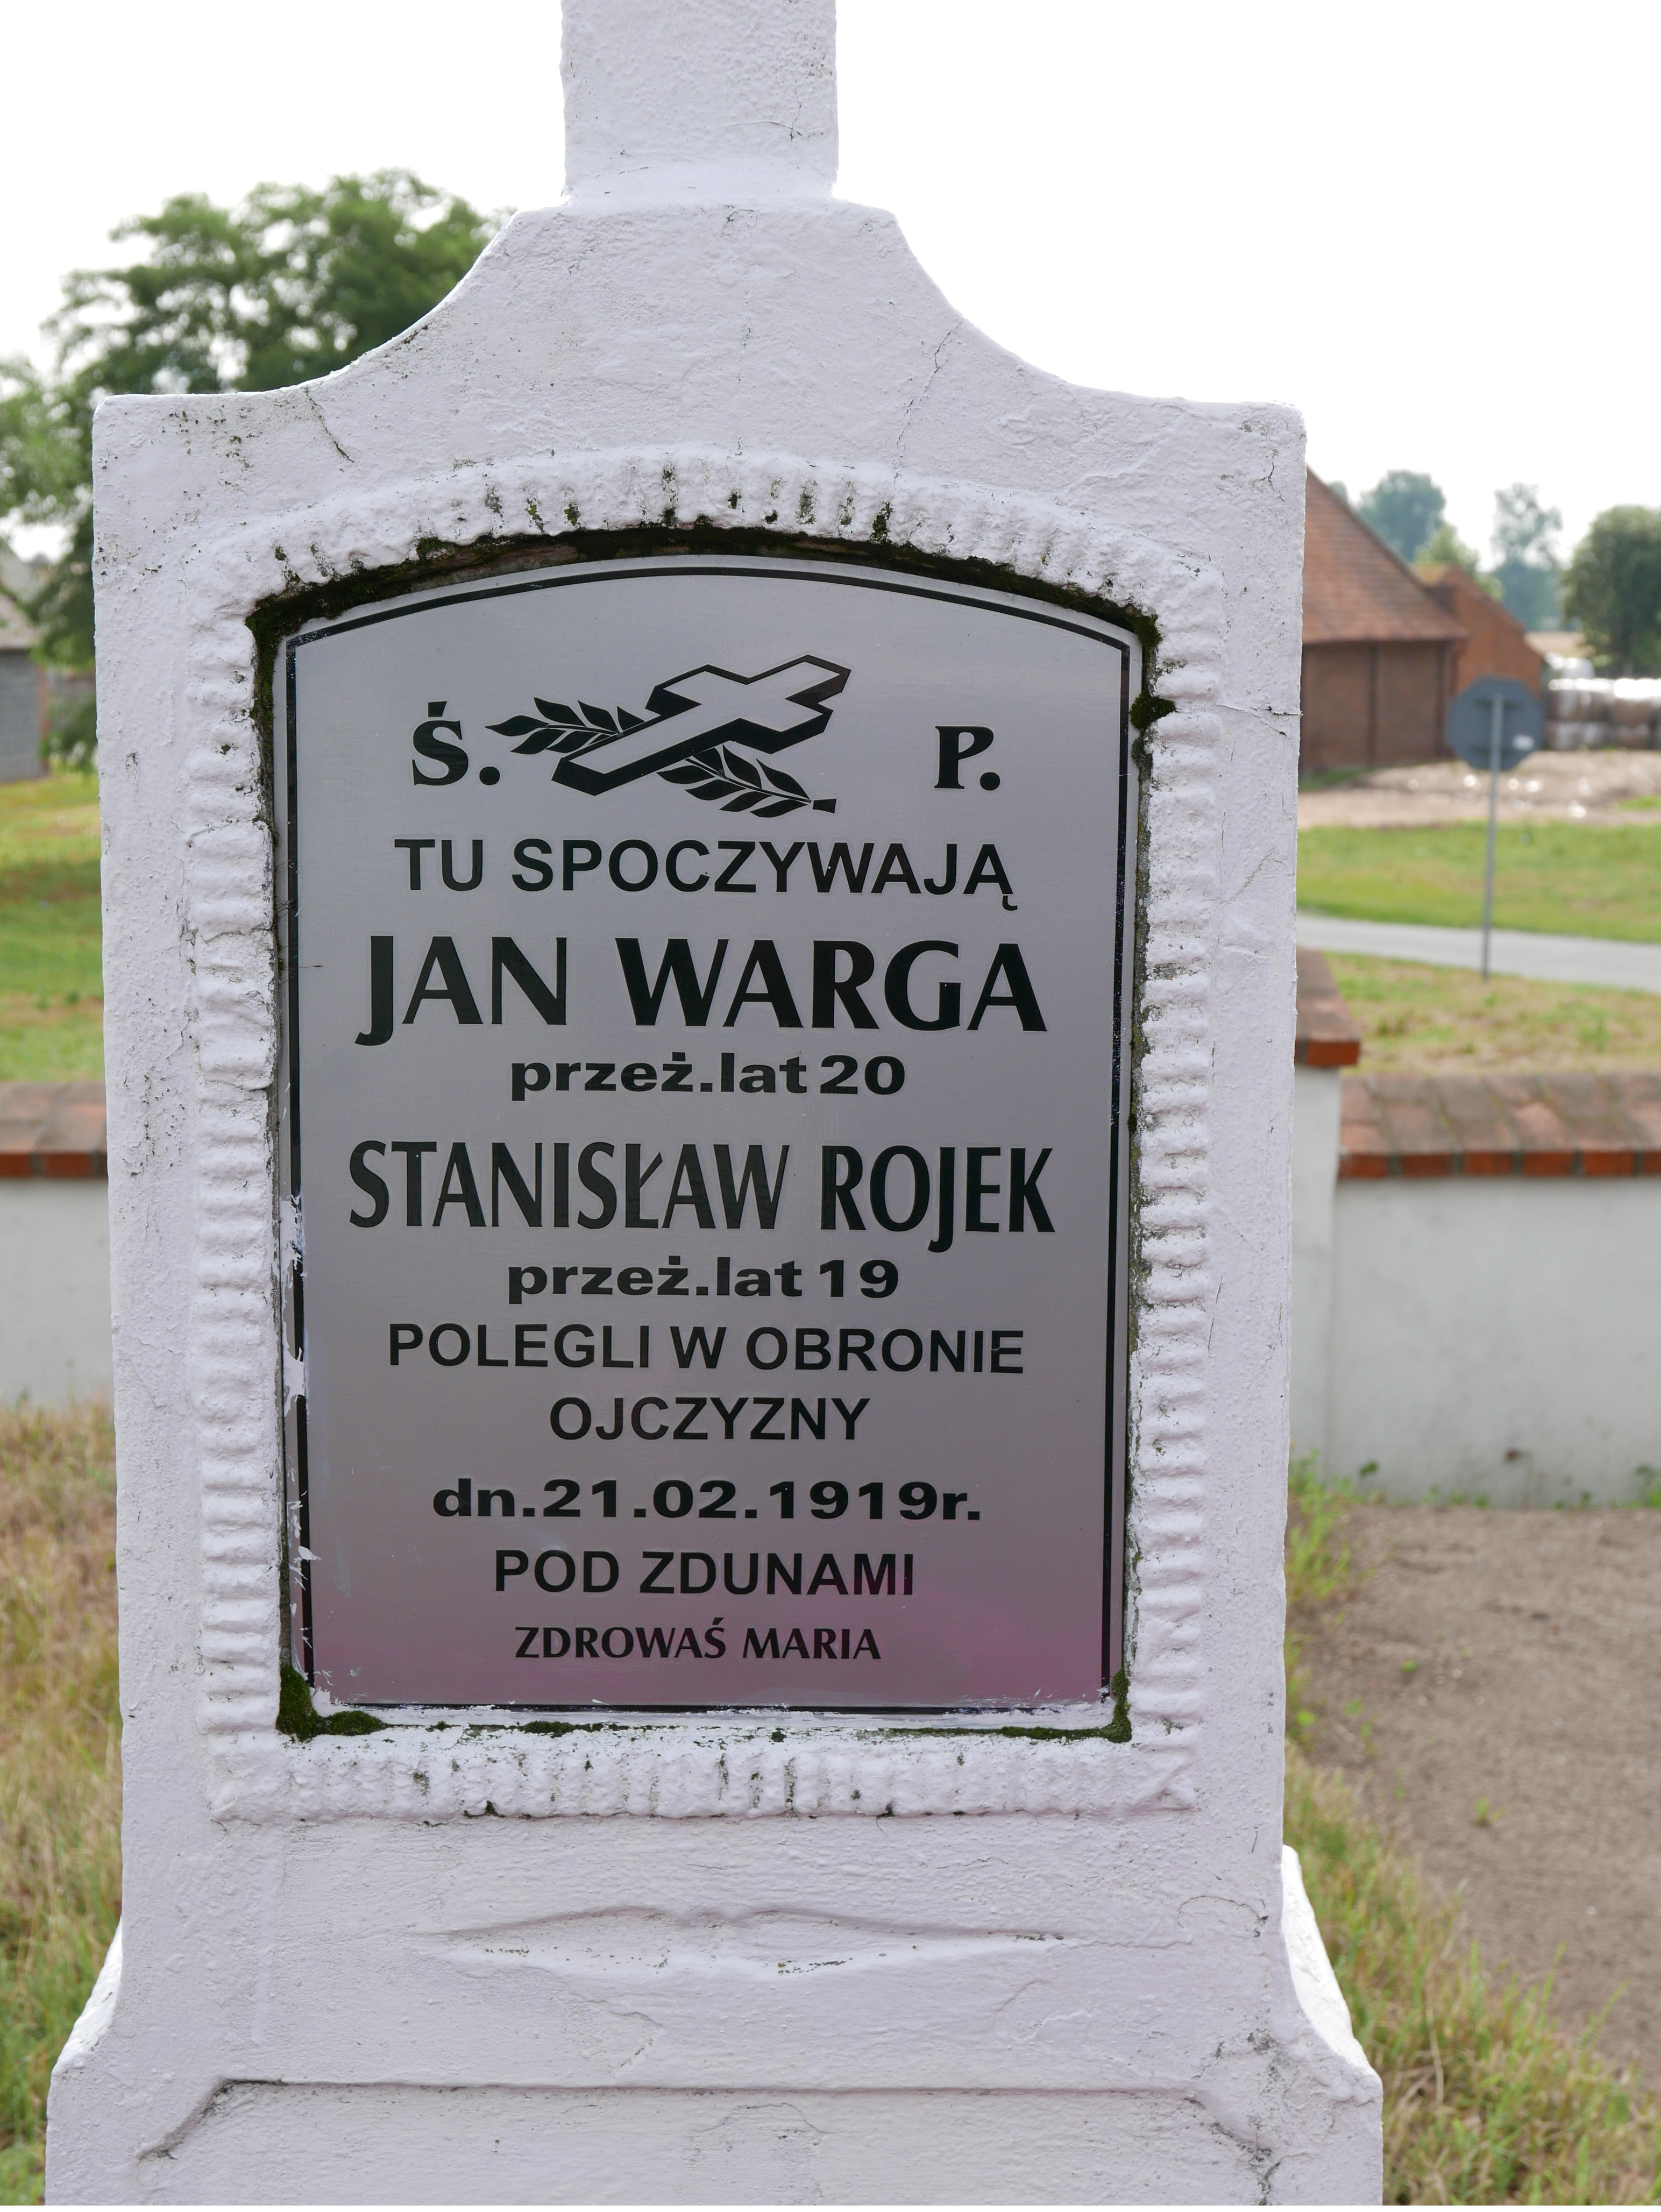 Ś. P.
TU SPOCZYWAJĄ
JAN WARGA
przeż.lat 20
STANISŁAW ROJEK
przeż.lat 19
POLEGLI W OBRONIE
OJCZYZNY
dn.21.02.1919r.
POD ZDUNAMI
ZDROWAŚ MARIA